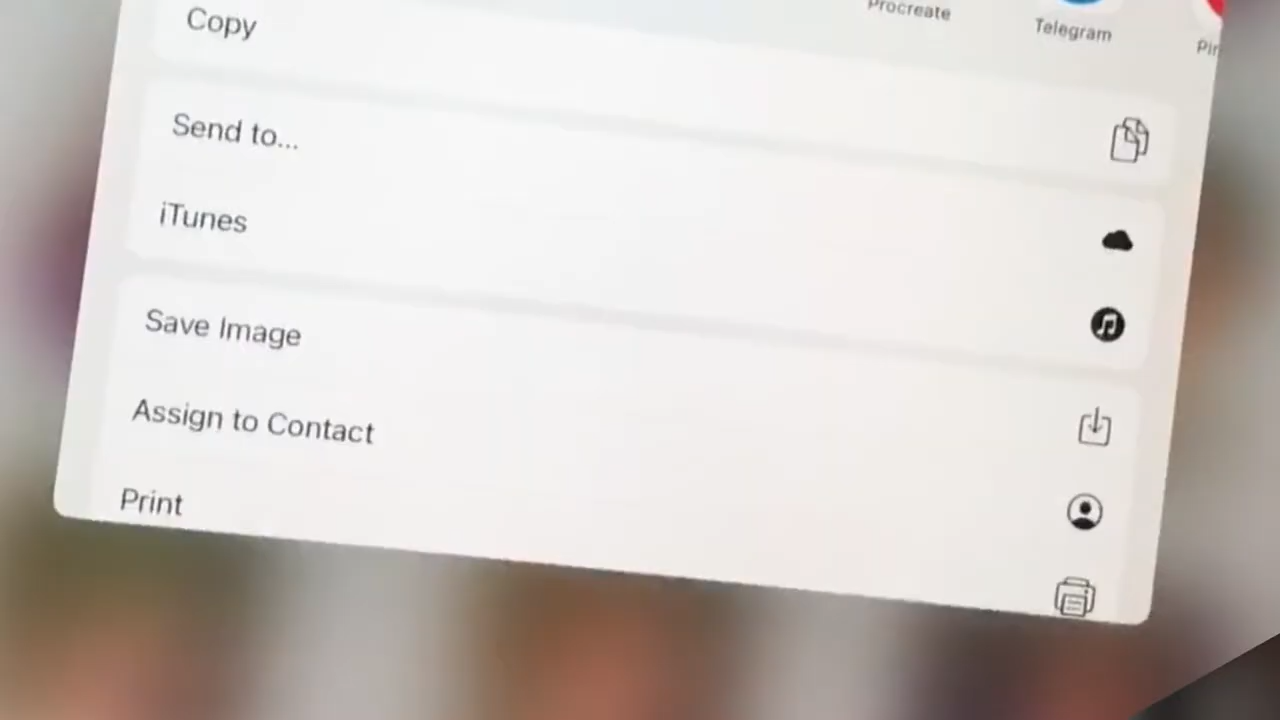 Procreate
Telegram
Copy
Send to...
iTunes
Save Image
Assign to Contact
Print